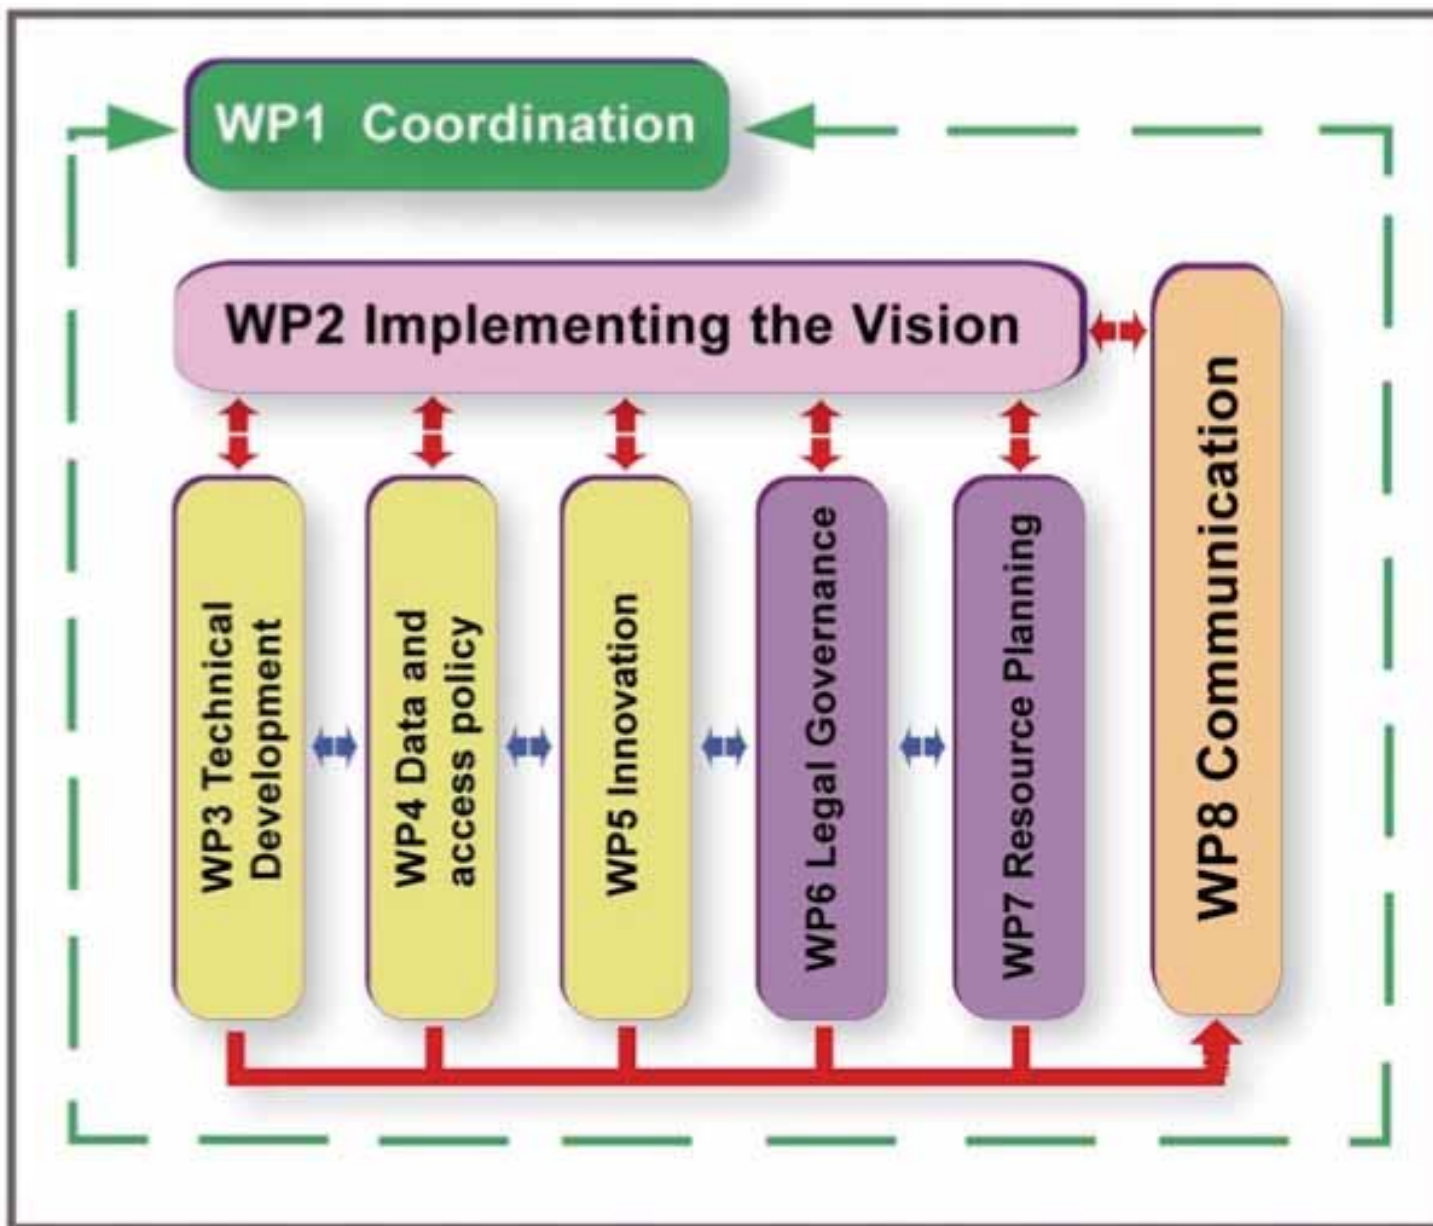 WP1 Coordination
WP2 Implementing the Vision
WP3 Technical
Development
WP4 Data and
access policy
WP5 Innovation
WP6 Legal Governance
WP7 Resource Planning
WP8 Communication